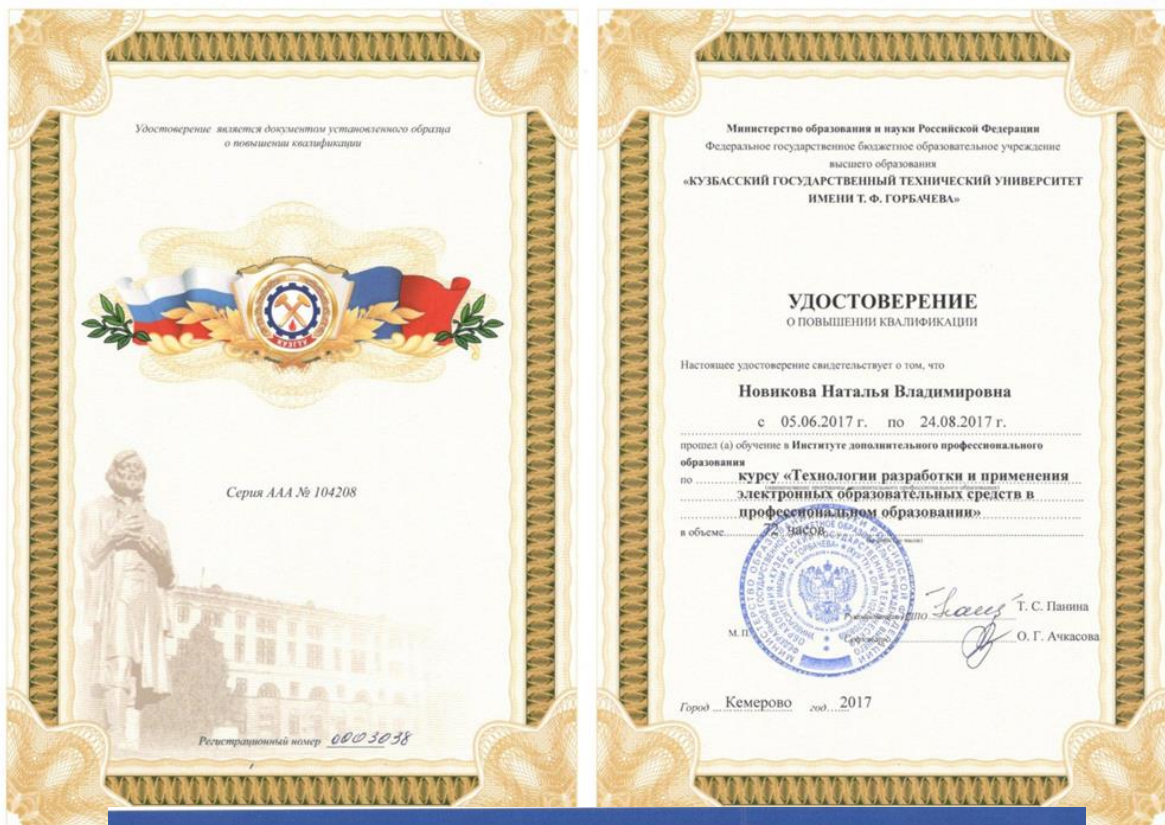 Удостоверение является документом установленного образца
о повышении квалификации
Серия ААА № 104208
Регистрационный номер 0003038
Министерство образования и науки Российской Федерации
Федеральное государственное бюджетное образовательное учреждение
высшего образования
«КУЗБАССКИЙ ГОСУДАРСТВЕННЫЙ ТЕХНИЧЕСКИЙ УНИВЕРСИТЕТ
ИМЕНИ Т. Ф. ГОРБАЧЕВА»
УДОСТОВЕРЕНИЕ
О ПОВЫШЕНИИ КВАЛИФИКАЦИИ
Настоящее удостоверение свидетельствует о том, что
Новикова Наталья Владимировна
с 05.06.2017 г. по 24.08.2017 г.
прошел (а) обучение в Институте дополнительного профессионального
образования
по курсу «Технологии разработки и применения
электронных образовательных средств в
профессиональном образовании»
в объеме 72 часов
Т. С. Панина
М. П.
О. Г. Ачкасова
Город Кемерово год 2017